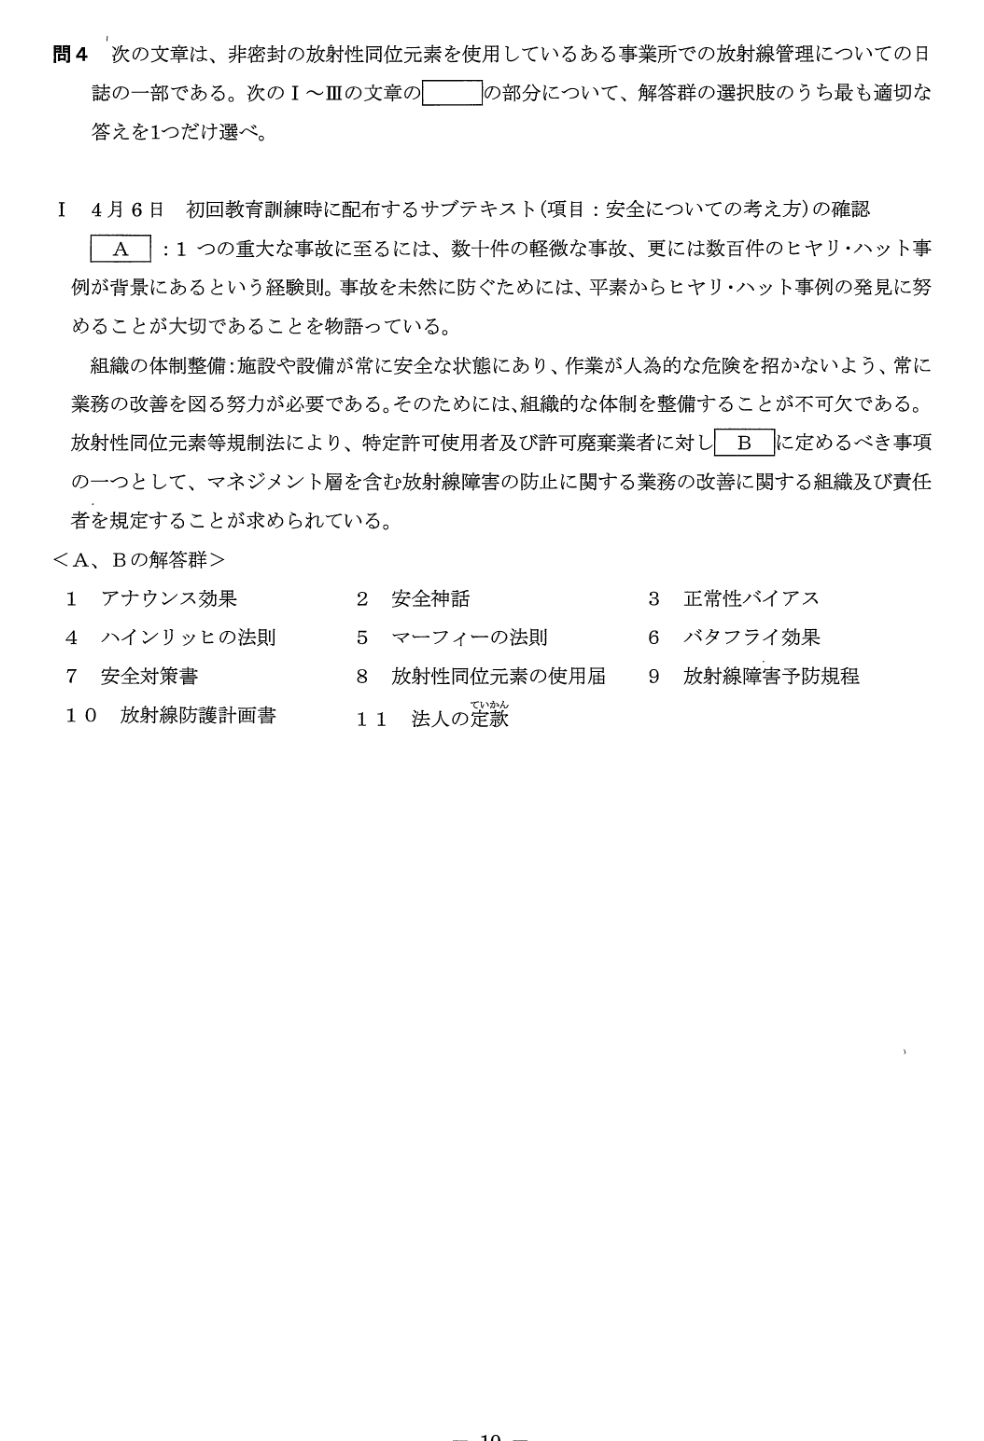 問4　次の文章は、非密封の放射性同位元素を使用しているある事業所での放射線管理についての日
誌の一部である。次のⅠ～Ⅲの文章の　　　の部分について、解答群の選択肢のうち最も適切な
答えを1つだけ選べ。
Ⅰ　4月6日　初回教育訓練時に配布するサブテキスト(項目：安全についての考え方)の確認
A：1つの重大な事故に至るには、数十件の軽微な事故、更には数百件のヒヤリ・ハット事
例が背景にあるという経験則。事故を未然に防ぐためには、平素からヒヤリ・ハット事例の発見に努
めることが大切であることを物語っている。
組織の体制整備：施設や設備が常に安全な状態にあり、作業が人為的な危険を招かないよう、常に
業務の改善を図る努力が必要である。そのためには、組織的な体制を整備することが不可欠である。
放射性同位元素等規制法により、特定許可使用者及び許可廃棄業者に対し B に定めるべき事項
の一つとして、マネジメント層を含む放射線障害の防止に関する業務の改善に関する組織及び責任
者を規定することが求められている。
＜A、Bの解答群＞
1　アナウンス効果　2　安全神話　3　正常性バイアス
4　ハインリッヒの法則　5　マーフィーの法則　6　バタフライ効果
7　安全対策書　8　放射性同位元素の使用届　9　放射線障害予防規程
ていかん
10　放射線防護計画書　11　法人の定款
― 10 ―